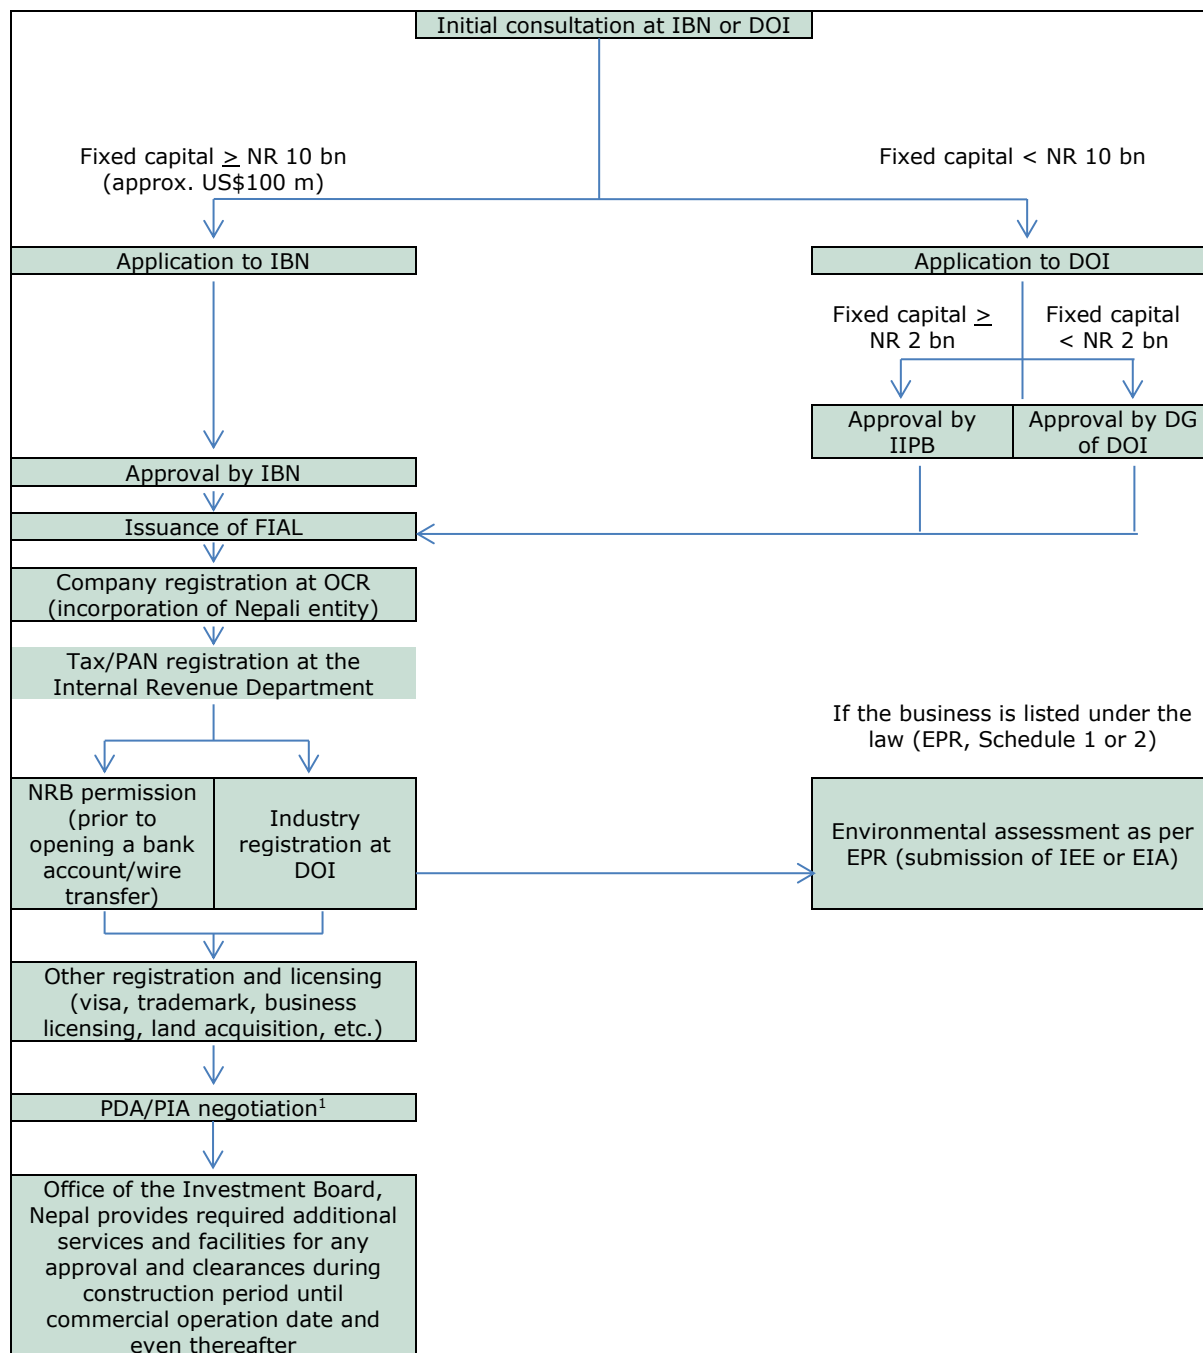 Initial consultation at IBN or DOI
Fixed capital ≥ NR 10 bn
(approx. US$100 m)
Fixed capital < NR 10 bn
Application to IBN
Application to DOI
Fixed capital ≥
NR 2 bn
Fixed capital
< NR 2 bn
Approval by
IIPB
Approval by DG
of DOI
Approval by IBN
Issuance of FIAL
Company registration at OCR
(incorporation of Nepali entity)
Tax/PAN registration at the
Internal Revenue Department
If the business is listed under the
law (EPR, Schedule 1 or 2)
NRB permission
(prior to
opening a bank
account/wire
transfer)
Industry
registration at
DOI
Environmental assessment as per
EPR (submission of IEE or EIA)
Other registration and licensing
(visa, trademark, business
licensing, land acquisition, etc.)
PDA/PIA negotiation¹
Office of the Investment Board,
Nepal provides required additional
services and facilities for any
approval and clearances during
construction period until
commercial operation date and
even thereafter